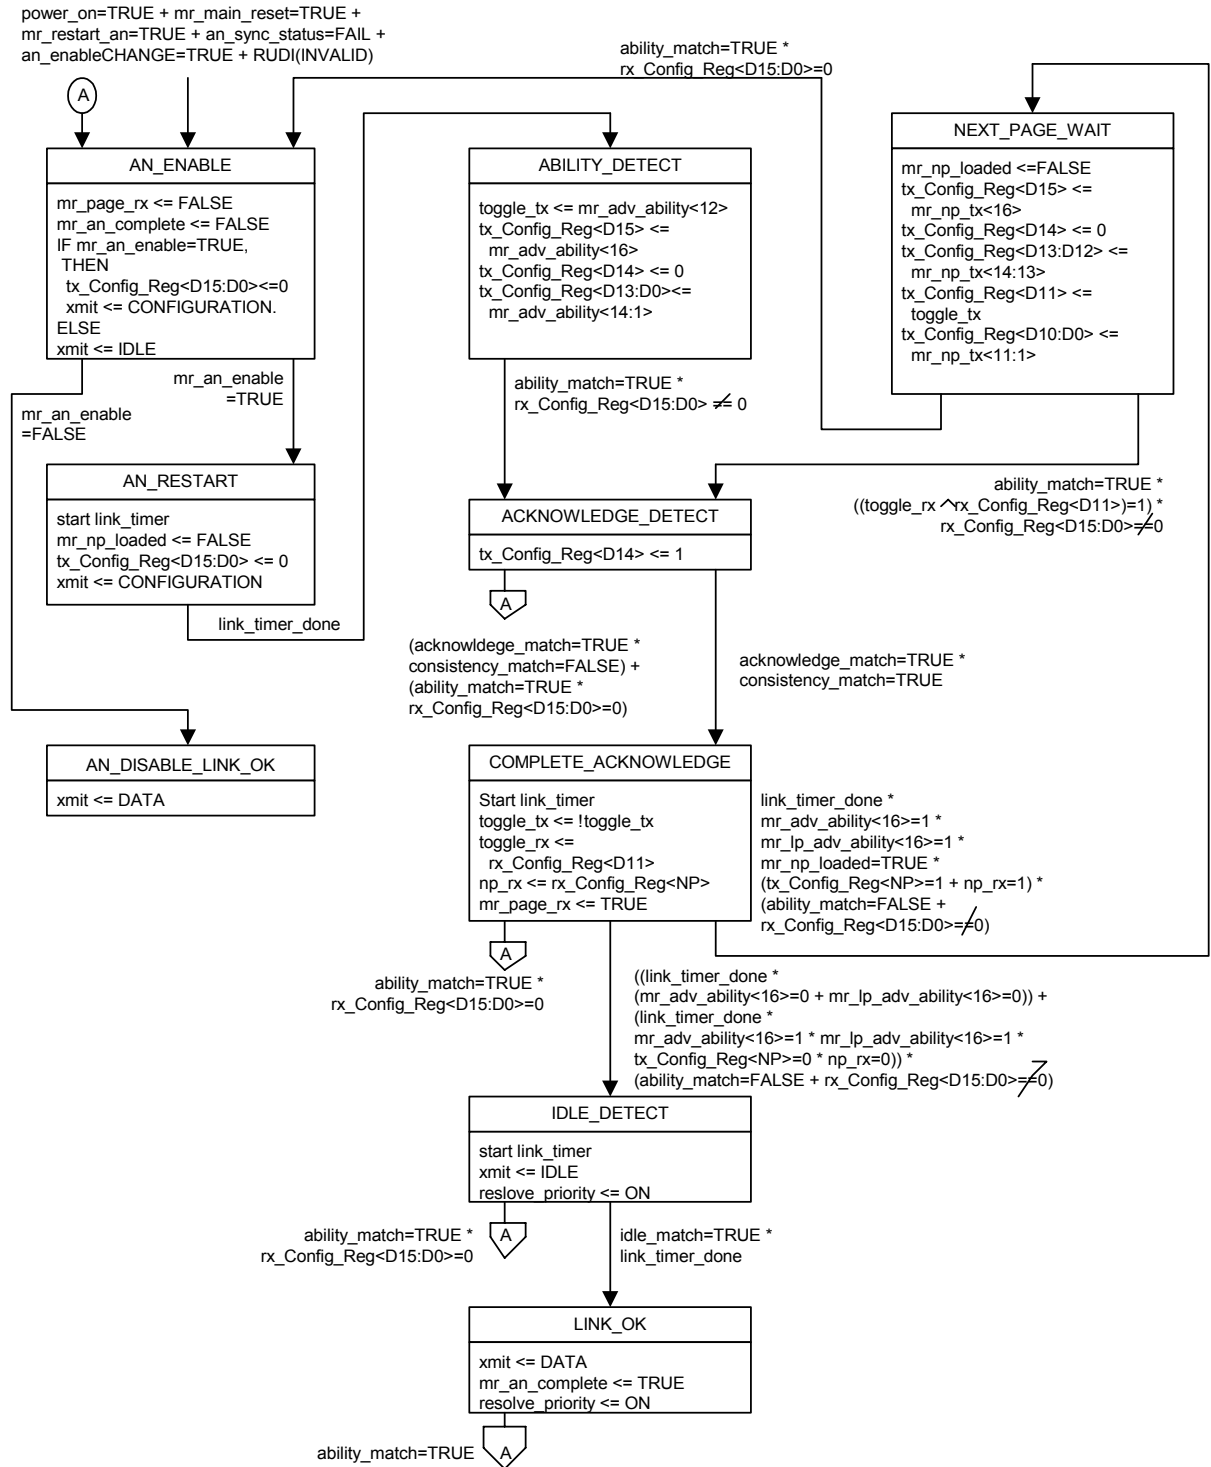 power_on=TRUE + mr_main_reset=TRUE +
mr_restart_an=TRUE + an_sync_status=FAIL +
an_enableCHANGE=TRUE + RUDI(INVALID)
A
ability_match=TRUE *
rx_Config_Reg<D15:D0>=0
AN_ENABLE
mr_page_rx <= FALSE
mr_an_complete <= FALSE
IF mr_an_enable=TRUE,
THEN
tx_Config_Reg<D15:D0><=0
xmit <= CONFIGURATION.
ELSE
xmit <= IDLE
ABILITY_DETECT
toggle_tx <= mr_adv_ability<12>
tx_Config_Reg<D15> <=
mr_adv_ability<16>
tx_Config_Reg<D14> <= 0
tx_Config_Reg<D13:D0><=
mr_adv_ability<14:1>
NEXT_PAGE_WAIT
mr_np_loaded <=FALSE
tx_Config_Reg<D15> <=
mr_np_tx<16>
tx_Config_Reg<D14> <= 0
tx_Config_Reg<D13:D12> <=
mr_np_tx<14:13>
tx_Config_Reg<D11> <=
toggle_tx
tx_Config_Reg<D10:D0> <=
mr_np_tx<11:1>
mr_an_enable
=TRUE
mr_an_enable
=FALSE
ability_match=TRUE *
rx_Config_Reg<D15:D0> ≠ 0
AN_RESTART
start link_timer
mr_np_loaded <= FALSE
tx_Config_Reg<D15:D0> <= 0
xmit <= CONFIGURATION
link_timer_done
ability_match=TRUE *
((toggle_rx ^rx_Config_Reg<D11>)=1) *
rx_Config_Reg<D15:D0>≠0
ACKNOWLEDGE_DETECT
tx_Config_Reg<D14> <= 1
A
(acknowldege_match=TRUE *
consistency_match=FALSE) +
(ability_match=TRUE *
rx_Config_Reg<D15:D0>=0)
acknowledge_match=TRUE *
consistency_match=TRUE
AN_DISABLE_LINK_OK
xmit <= DATA
COMPLETE_ACKNOWLEDGE
Start link_timer
toggle_tx <= !toggle_tx
toggle_rx <=
rx_Config_Reg<D11>
np_rx <= rx_Config_Reg<NP>
mr_page_rx <= TRUE
link_timer_done *
mr_adv_ability<16>=1 *
mr_lp_adv_ability<16>=1 *
mr_np_loaded=TRUE *
(tx_Config_Reg<NP>=1 + np_rx=1) *
(ability_match=FALSE +
rx_Config_Reg<D15:D0>≠0)
A
ability_match=TRUE *
rx_Config_Reg<D15:D0>=0
((link_timer_done *
(mr_adv_ability<16>=0 + mr_lp_adv_ability<16>=0)) +
(link_timer_done *
mr_adv_ability<16>=1 * mr_lp_adv_ability<16>=1 *
tx_Config_Reg<NP>=0 * np_rx=0)) *
(ability_match=FALSE + rx_Config_Reg<D15:D0>≠0)
IDLE_DETECT
start link_timer
xmit <= IDLE
reslove_priority <= ON
A
ability_match=TRUE *
rx_Config_Reg<D15:D0>=0
idle_match=TRUE *
link_timer_done
LINK_OK
xmit <= DATA
mr_an_complete <= TRUE
resolve_priority <= ON
ability_match=TRUE
A